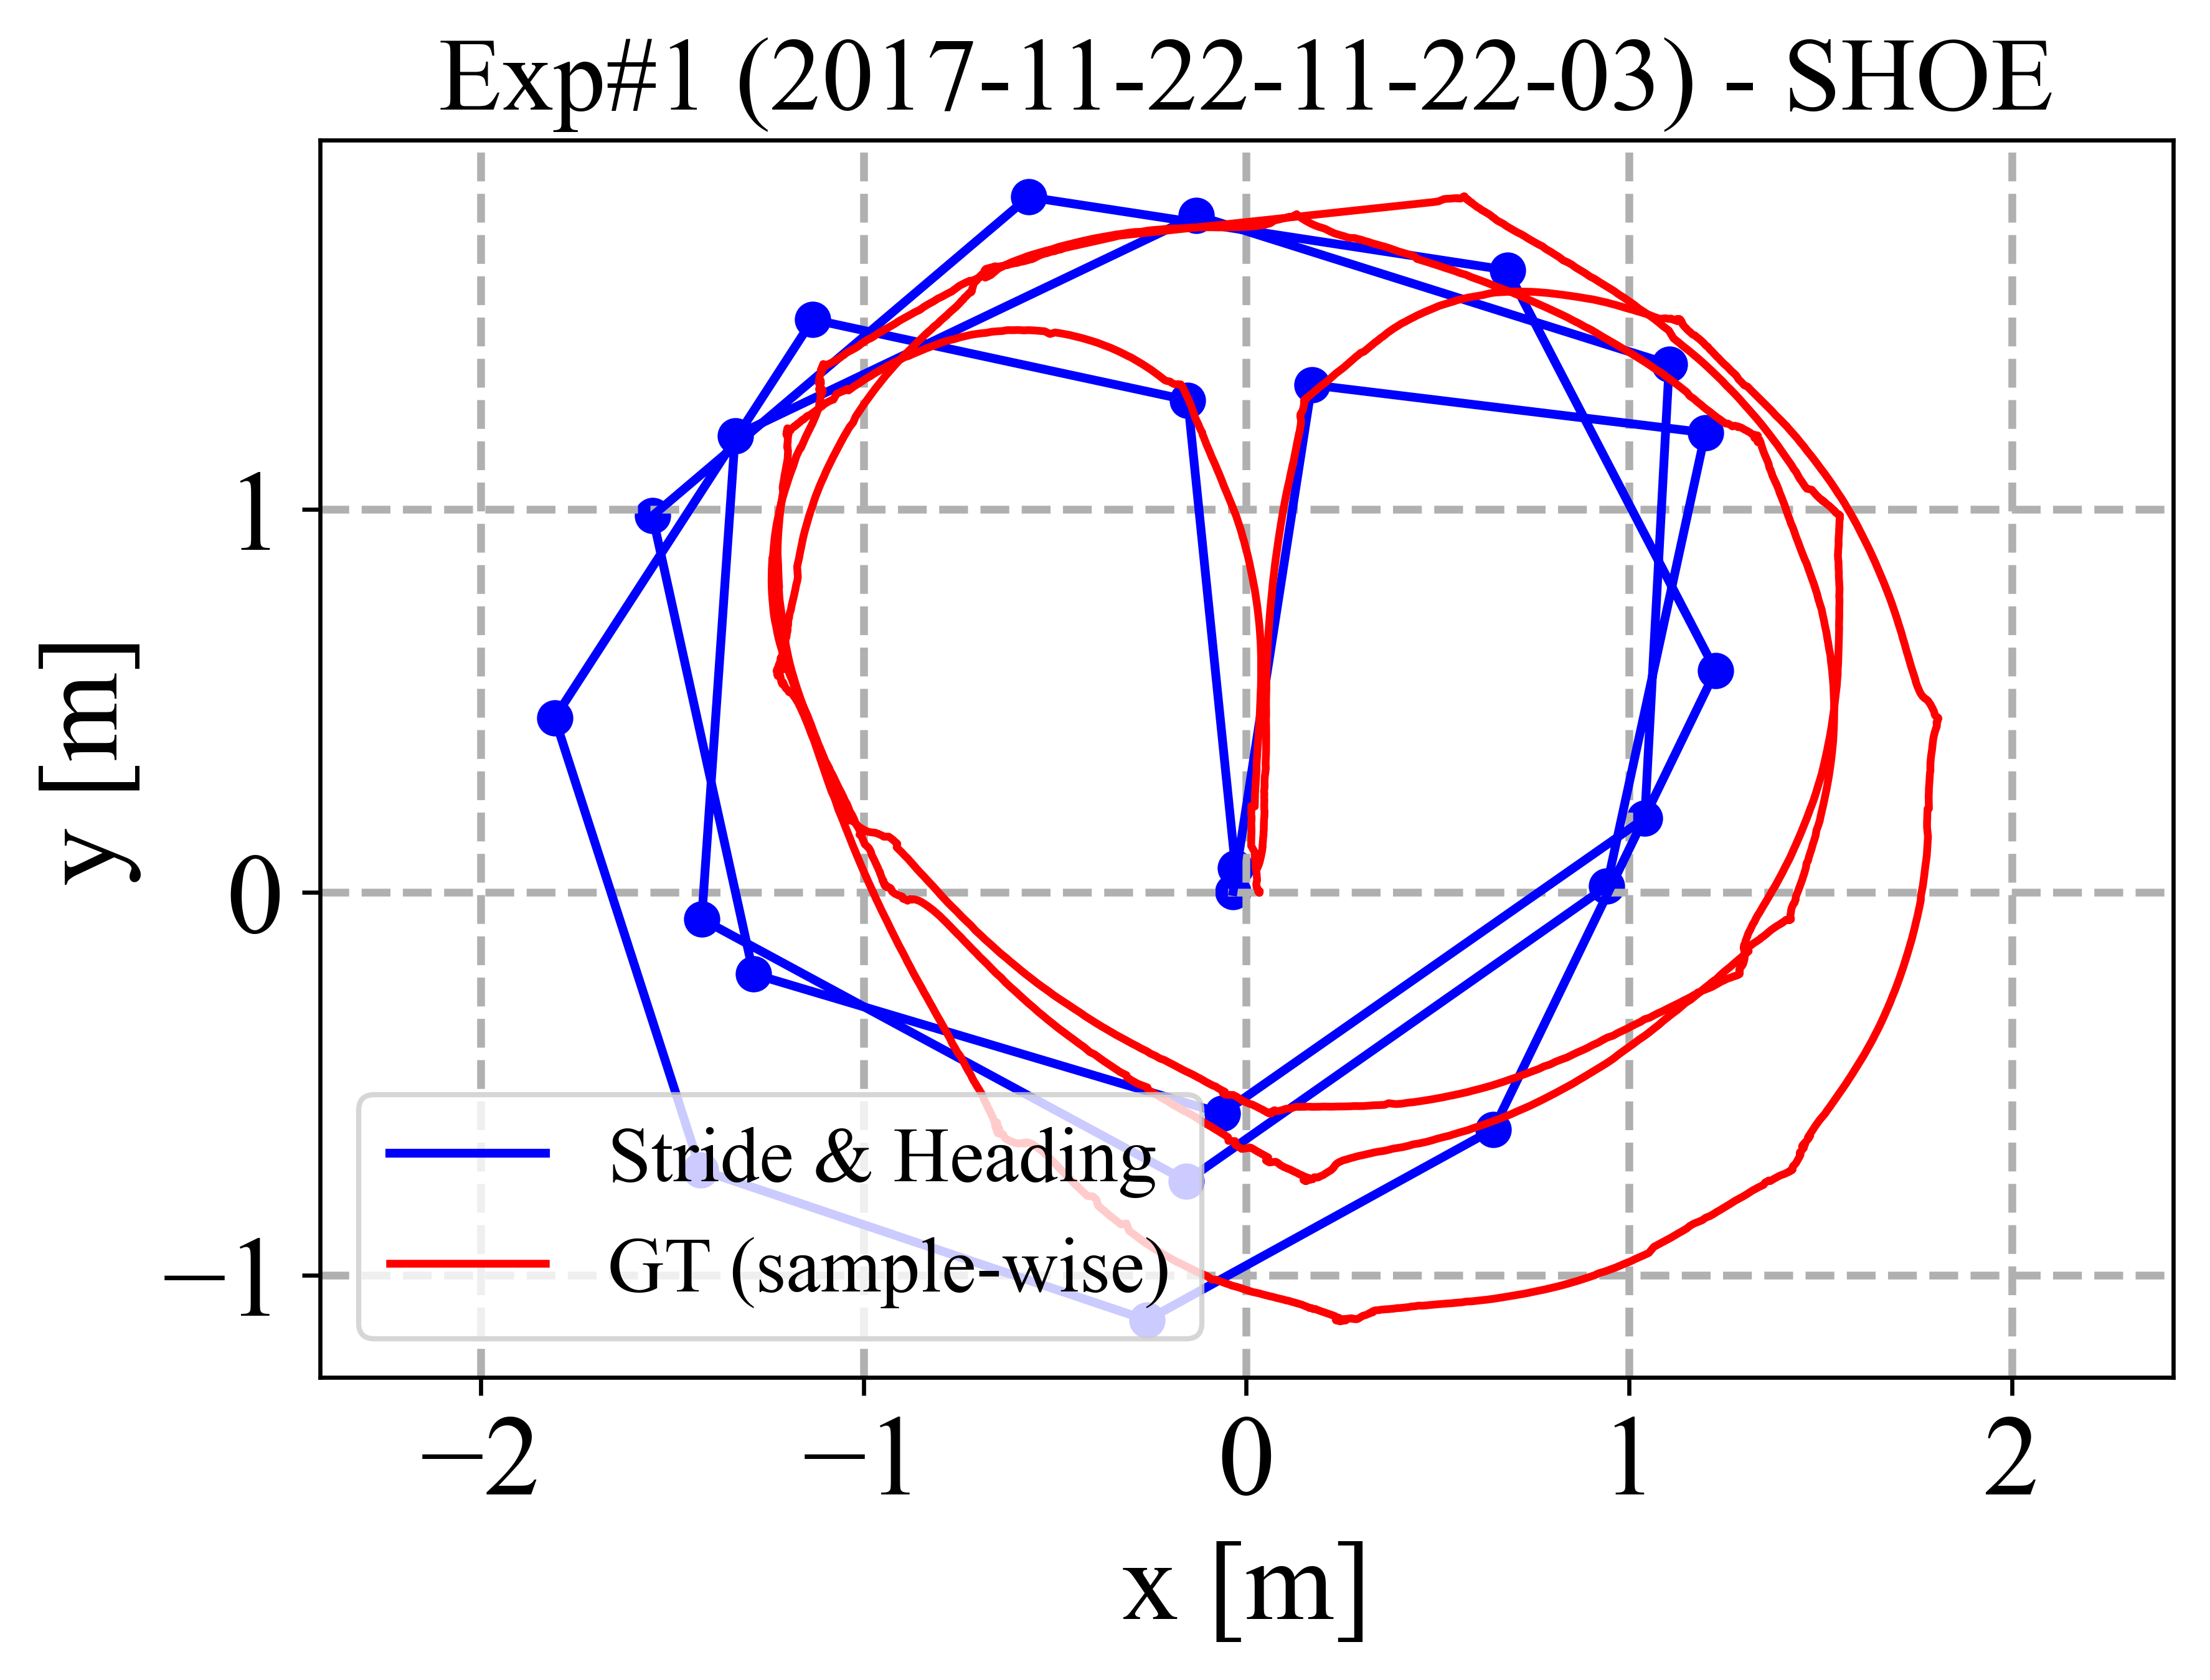 Exp#1 (2017-11-22-11-22-03) - SHOE
y [m]
1
0
−1
Stride & Heading
GT (sample-wise)
−2 −1 0 1 2
x [m]